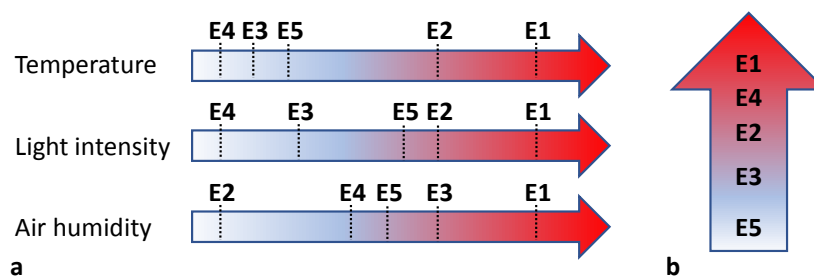 E4 E3 E5 E2 E1
Temperature
E4 E3 E5 E2 E1
Light intensity
E2 E4 E5 E3 E1
Air humidity
a
E1
E4
E2
E3
E5
b